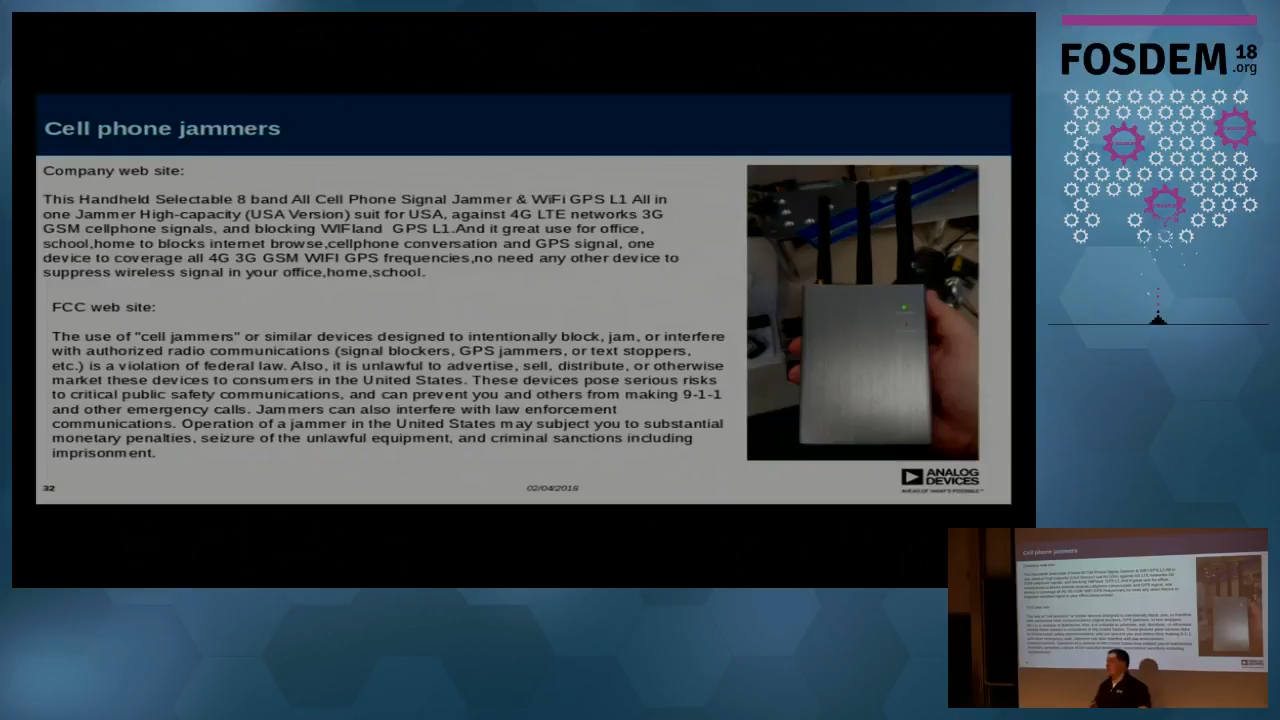 Cell phone jammers
Company web site:
This Handheld Selectable 8 band All Cell Phone Signal Jammer & WiFi GPS L1 All in
one Jammer High-capacity (USA Version) suit for USA, against 4G LTE networks 3G
GSM cellphone signals, and blocking WIFIand  GPS L1.And it great use for office,
school,home to blocks internet browse,cellphone conversation and GPS signal, one
device to coverage all 4G 3G GSM WIFI GPS frequencies,no need any other device to
suppress wireless signal in your office,home,school.
FCC web site:
The use of "cell jammers" or similar devices designed to intentionally block, jam, or interfere
with authorized radio communications (signal blockers, GPS jammers, or text stoppers,
etc.) is a violation of federal law. Also, it is unlawful to advertise, sell, distribute, or otherwise
market these devices to consumers in the United States. These devices pose serious risks
to critical public safety communications, and can prevent you and others from making 9-1-1
and other emergency calls. Jammers can also interfere with law enforcement
communications. Operation of a jammer in the United States may subject you to substantial
monetary penalties, seizure of the unlawful equipment, and criminal sanctions including
imprisonment.
32
02/04/2018
ANALOG
DEVICES
AHEAD OF WHAT'S POSSIBLE™
FOSDEM 18
.org
Cell phone jammers